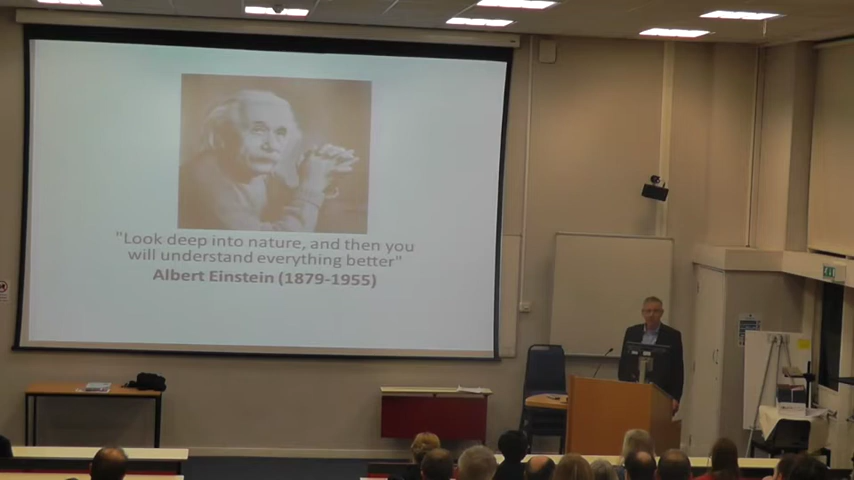 "Look deep into nature, and then you
will understand everything better"
Albert Einstein (1879-1955)